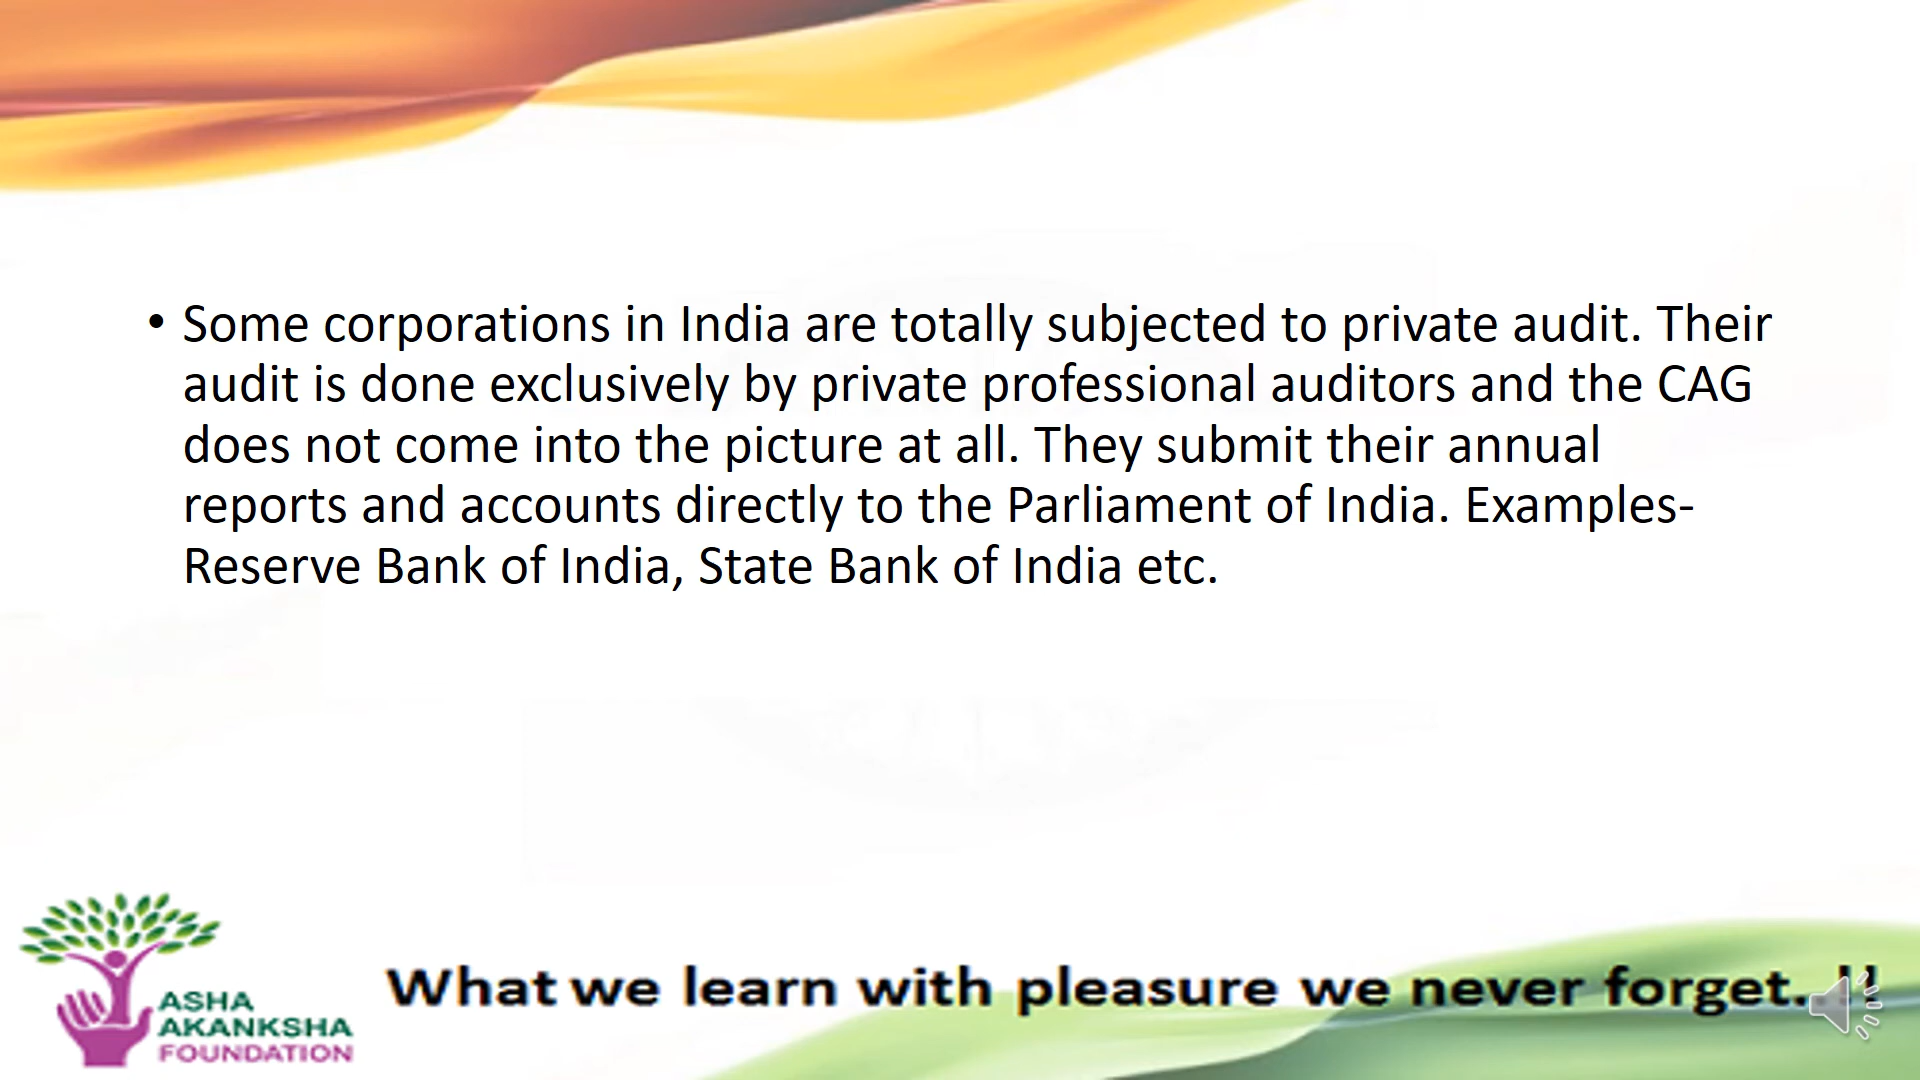 • Some corporations in India are totally subjected to private audit. Their
audit is done exclusively by private professional auditors and the CAG
does not come into the picture at all. They submit their annual
reports and accounts directly to the Parliament of India. Examples-
Reserve Bank of India, State Bank of India etc.
What we learn with pleasure we never forget...!!
ASHA
AKANKSHA
FOUNDATION